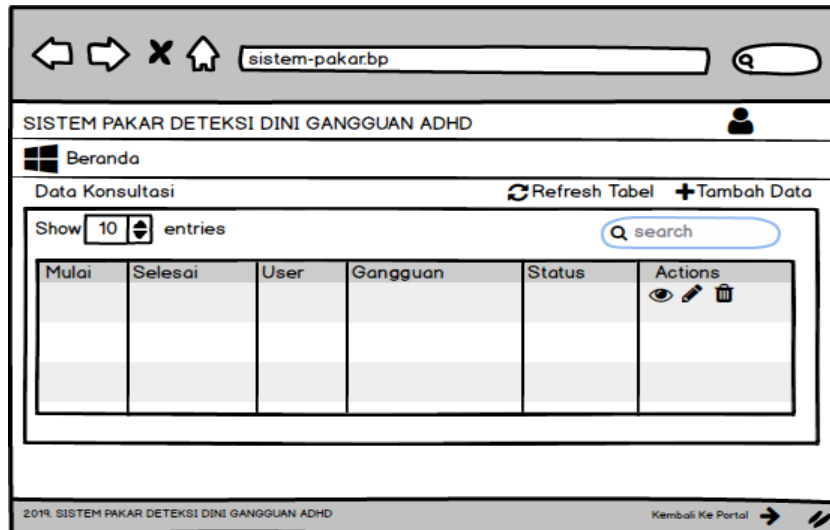 sistem-pakar.bp
SISTEM PAKAR DETEKSI DINI GANGGUAN ADHD
Beranda
Data Konsultasi Refresh Tabel Tambah Data
Show 10 entries search
Mulai Selesai User Gangguan Status Actions
2019. SISTEM PAKAR DETEKSI DINI GANGGUAN ADHD Kembali Ke Portal